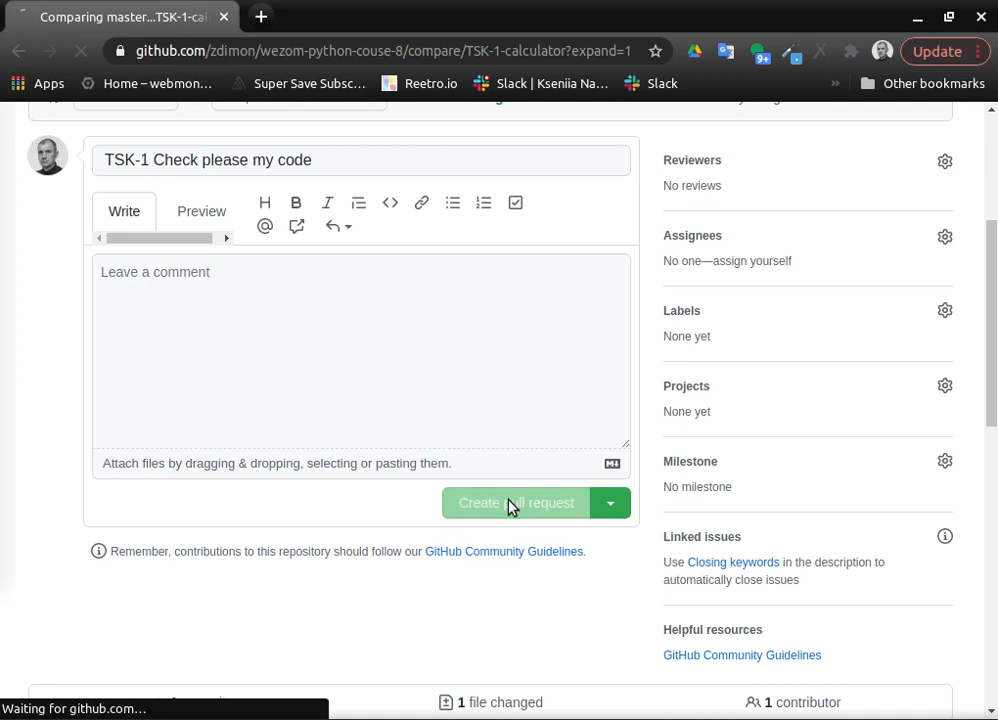 Comparing master...TSK-1-cal
github.com/zdimon/wezom-python-couse-8/compare/TSK-1-calculator?expand=1
9+
Update
Apps
Home – webmon...
Super Save Subsc...
Reetro.io
Slack | Kseniia Na...
Slack
»
Other bookmarks
TSK-1 Check please my code
Write
Preview
Leave a comment
Attach files by dragging & dropping, selecting or pasting them.
Create pull request
Remember, contributions to this repository should follow our GitHub Community Guidelines.
Reviewers
No reviews
Assignees
No one—assign yourself
Labels
None yet
Projects
None yet
Milestone
No milestone
Linked issues
Use Closing keywords in the description to
automatically close issues
Helpful resources
GitHub Community Guidelines
1 file changed
1 contributor
Waiting for github.com...